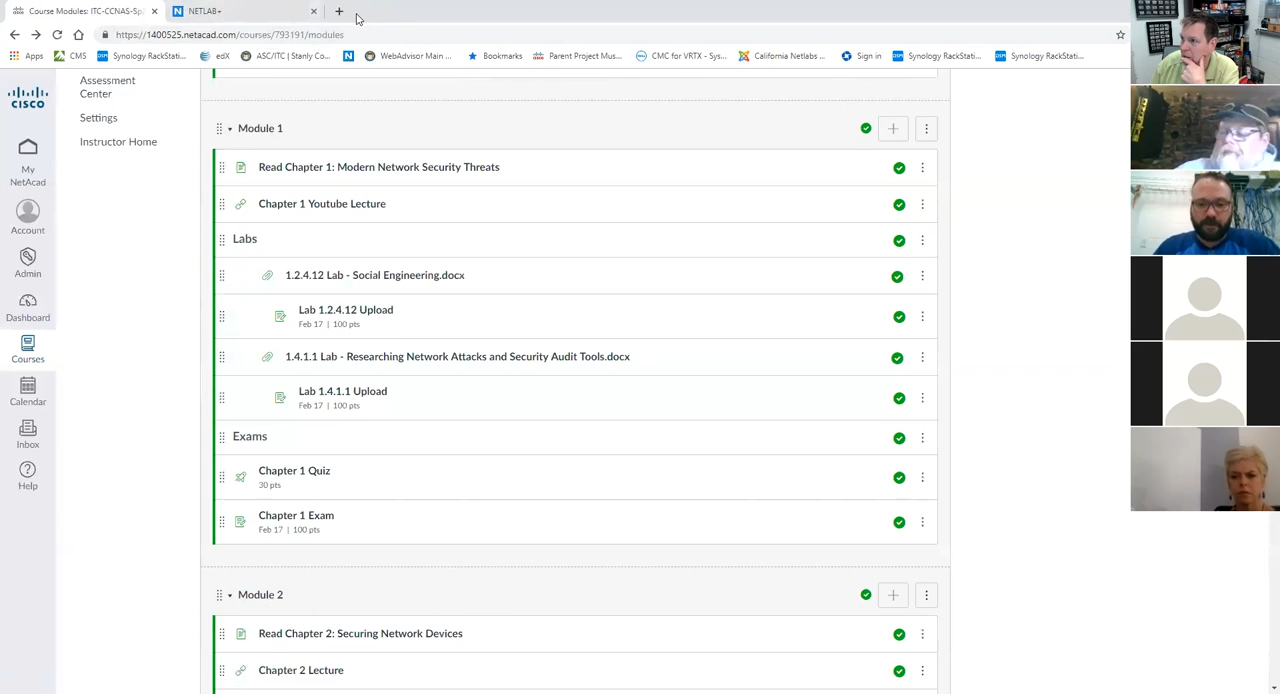 Course Modules: ITC-CCNAS-Sp
NETLAB+
https://1400525.netacad.com/courses/793191/modules
Apps
CMS
Synology RackStati...
edX
ASC/ITC | Sierry Co...
N
WebAdvisor Main ...
Bookmarks
Parent Project Mus...
CMC for VRTX - Sys...
California Netlabs ...
Sign in
Synology RackStati...
Synology RackStati...
CISCO
My NetAcad
Account
Admin
Dashboard
Courses
Calendar
Inbox
Help
Assessment
Center
Settings
Instructor Home
Module 1
Read Chapter 1: Modern Network Security Threats
Chapter 1 Youtube Lecture
Labs
1.2.4.12 Lab - Social Engineering.docx
Lab 1.2.4.12 Upload
Feb 17 | 100 pts
1.4.1.1 Lab - Researching Network Attacks and Security Audit Tools.docx
Lab 1.4.1.1 Upload
Feb 17 | 100 pts
Exams
Chapter 1 Quiz
30 pts
Chapter 1 Exam
Feb 17 | 100 pts
Module 2
Read Chapter 2: Securing Network Devices
Chapter 2 Lecture